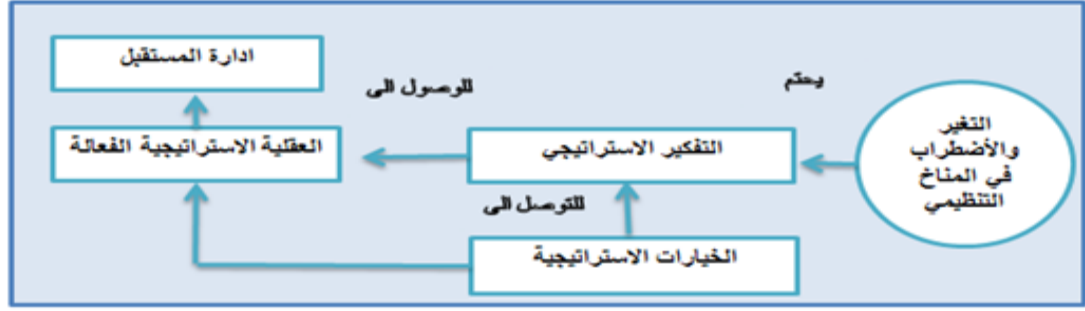 ادارة المستقبل
للوصول الى
يحتم
التغير
والأضطراب
في المناخ
التنظيمي
العقلية الاستراتيجية الفعالة
التفكير الاستراتيجي
للتوصل الى
الخيارات الاستراتيجية